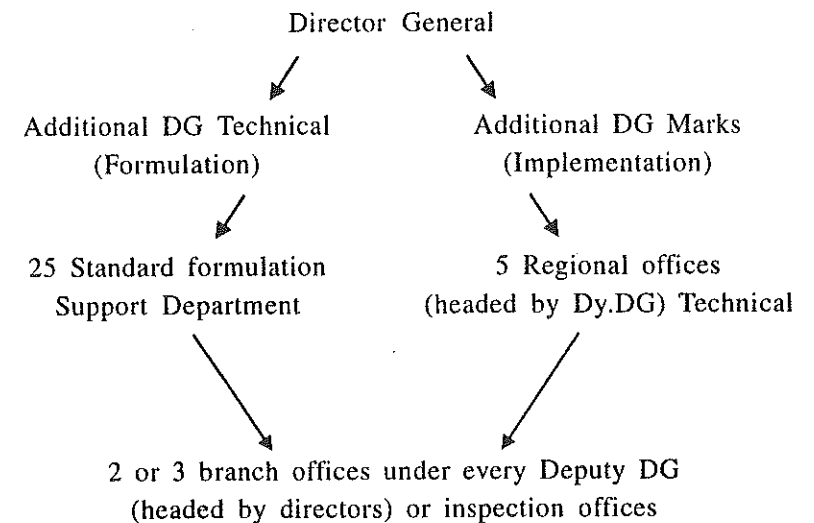 Director General
Additional DG Technical
(Formulation)
Additional DG Marks
(Implementation)
25 Standard formulation
Support Department
5 Regional offices
(headed by Dy.DG) Technical
2 or 3 branch offices under every Deputy DG
(headed by directors) or inspection offices